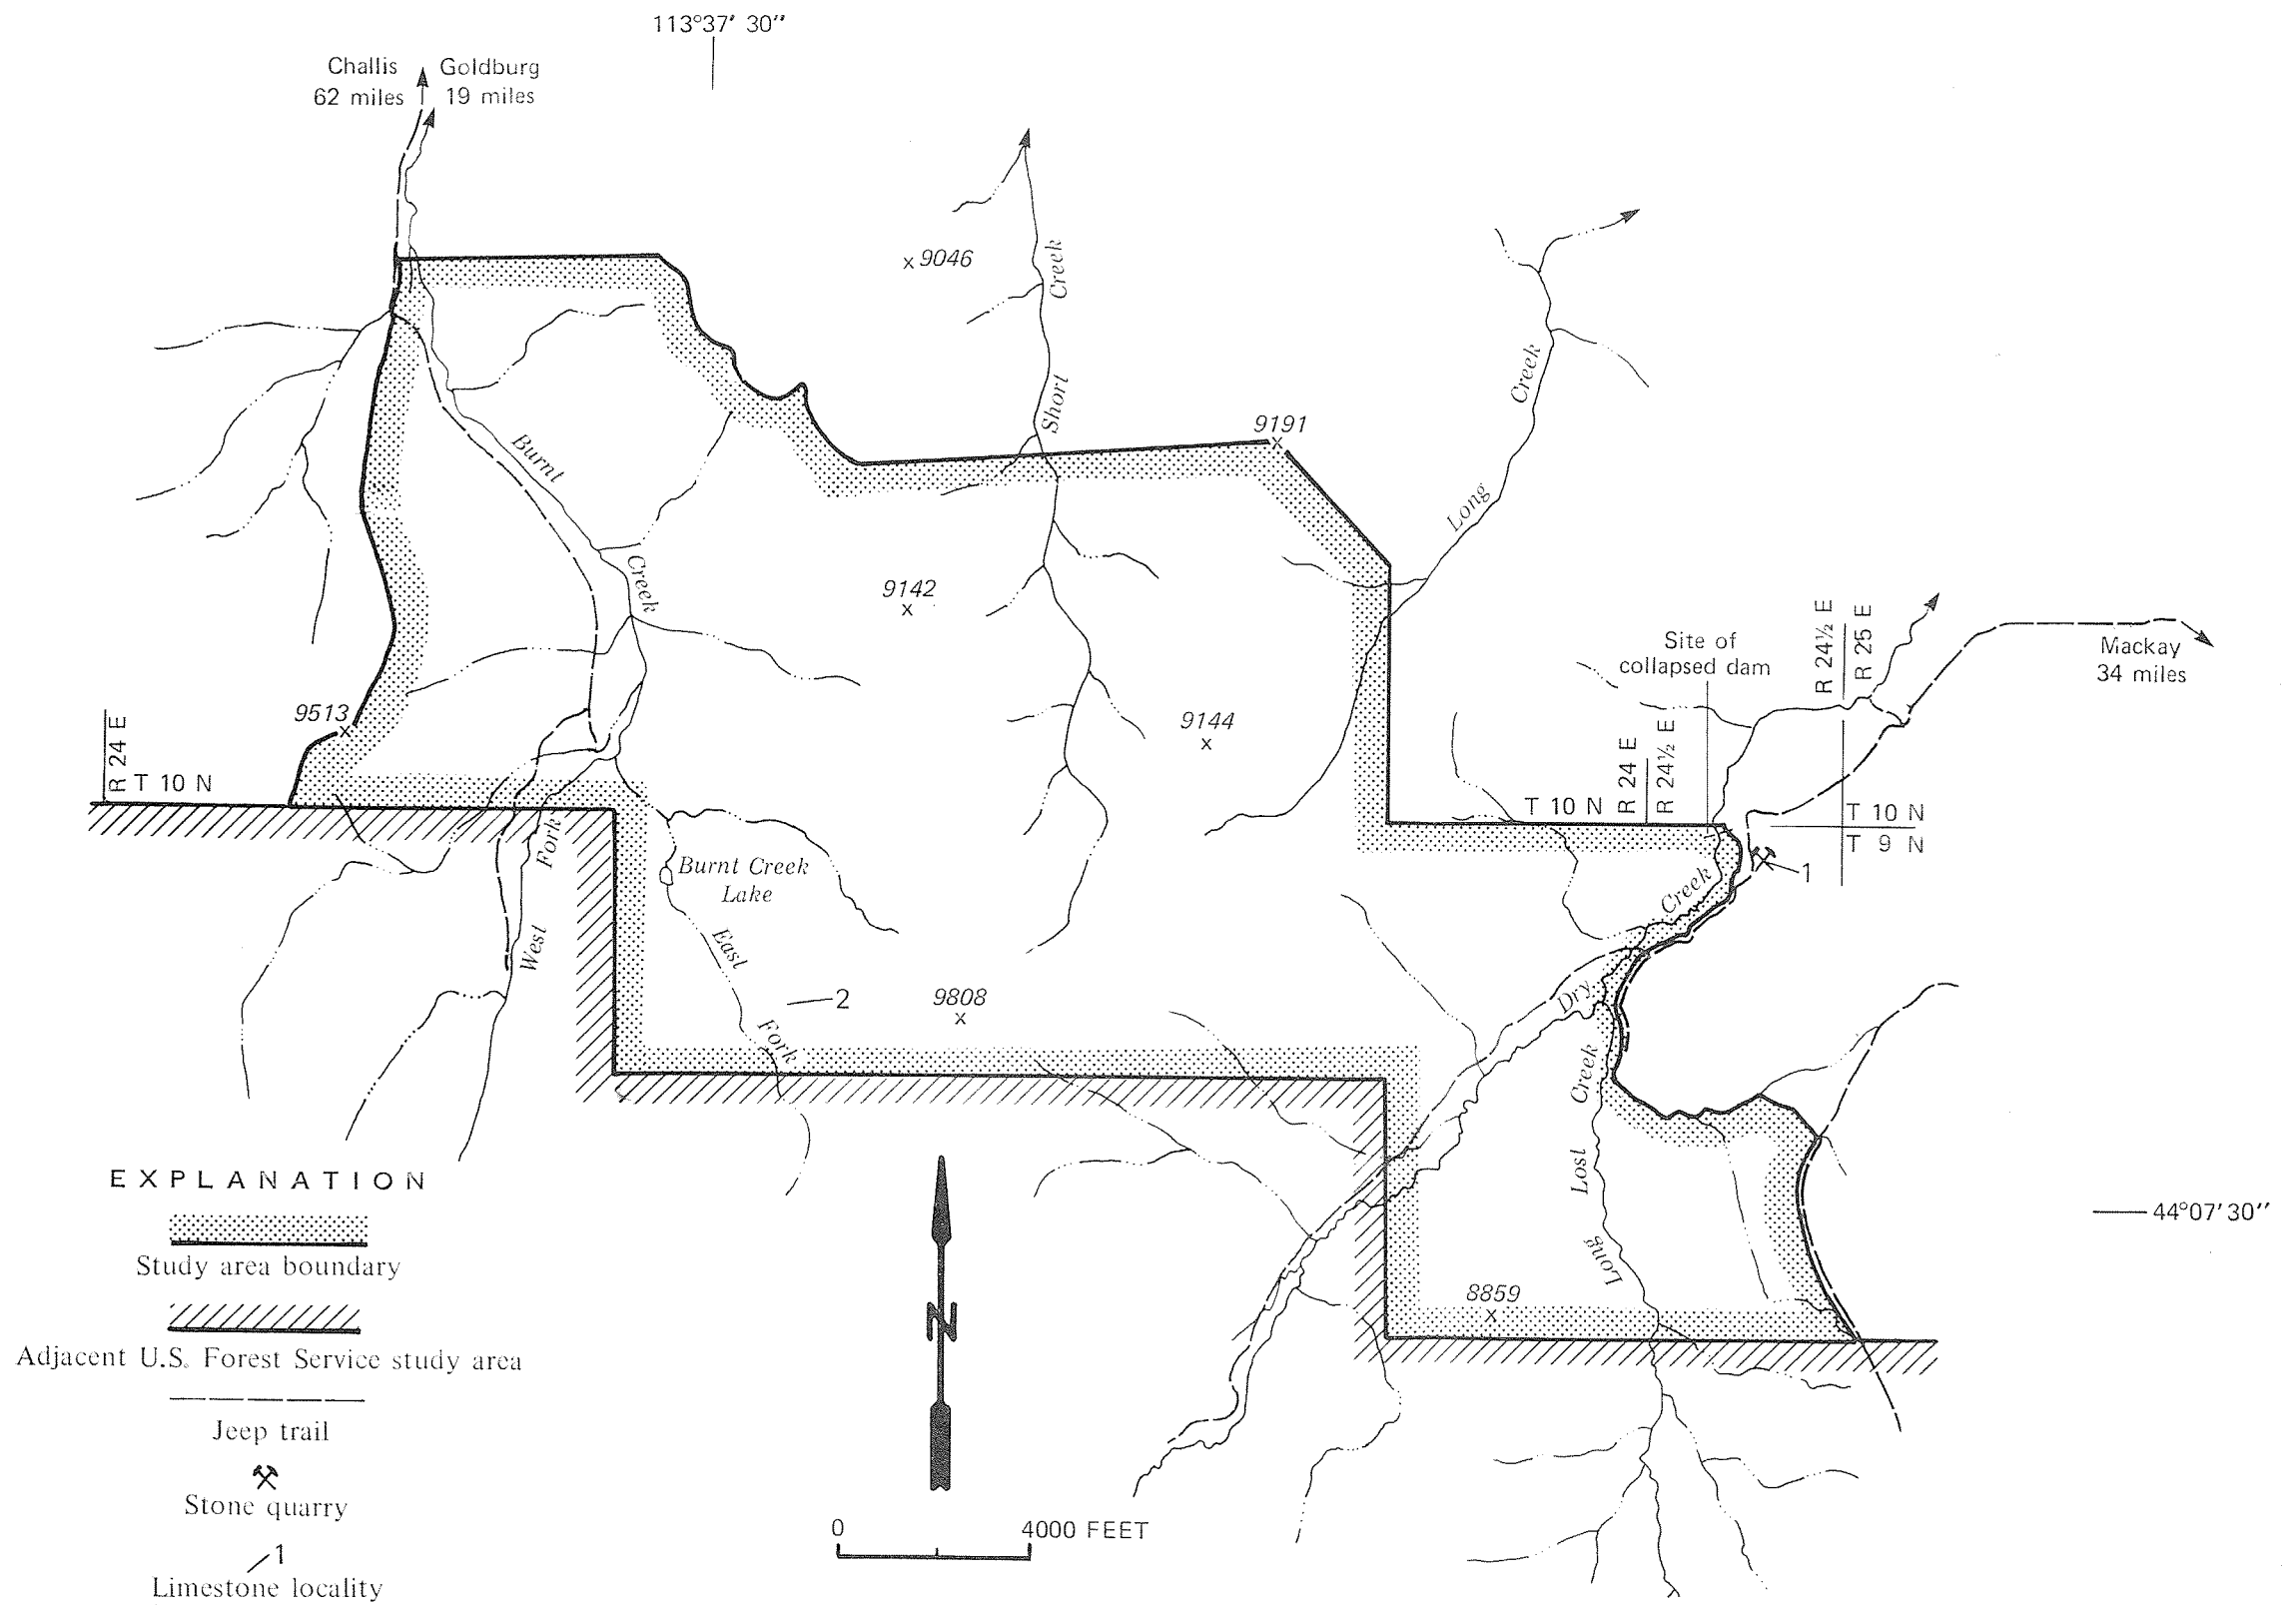 113°37' 30"
Challis
62 miles
Goldburg
19 miles
9046
Creek
Short
Creek
Long
9191
Burnt
Creek
9142
9144
9513
R 24 E
T 10 N
Site of
collapsed dam
R 24½ E
R 25 E
Mackay
34 miles
T 10 N
R 24 E
R 24½ E
T 10 N
T 9 N
1
Creek
Dry
Fork
West
Burnt Creek
Lake
East
Fork
2
9808
Creek
Lost
Long
8859
44°07'30"
N
0
4000 FEET
EXPLANATION
Study area boundary
Adjacent U.S. Forest Service study area
Jeep trail
Stone quarry
1
Limestone locality